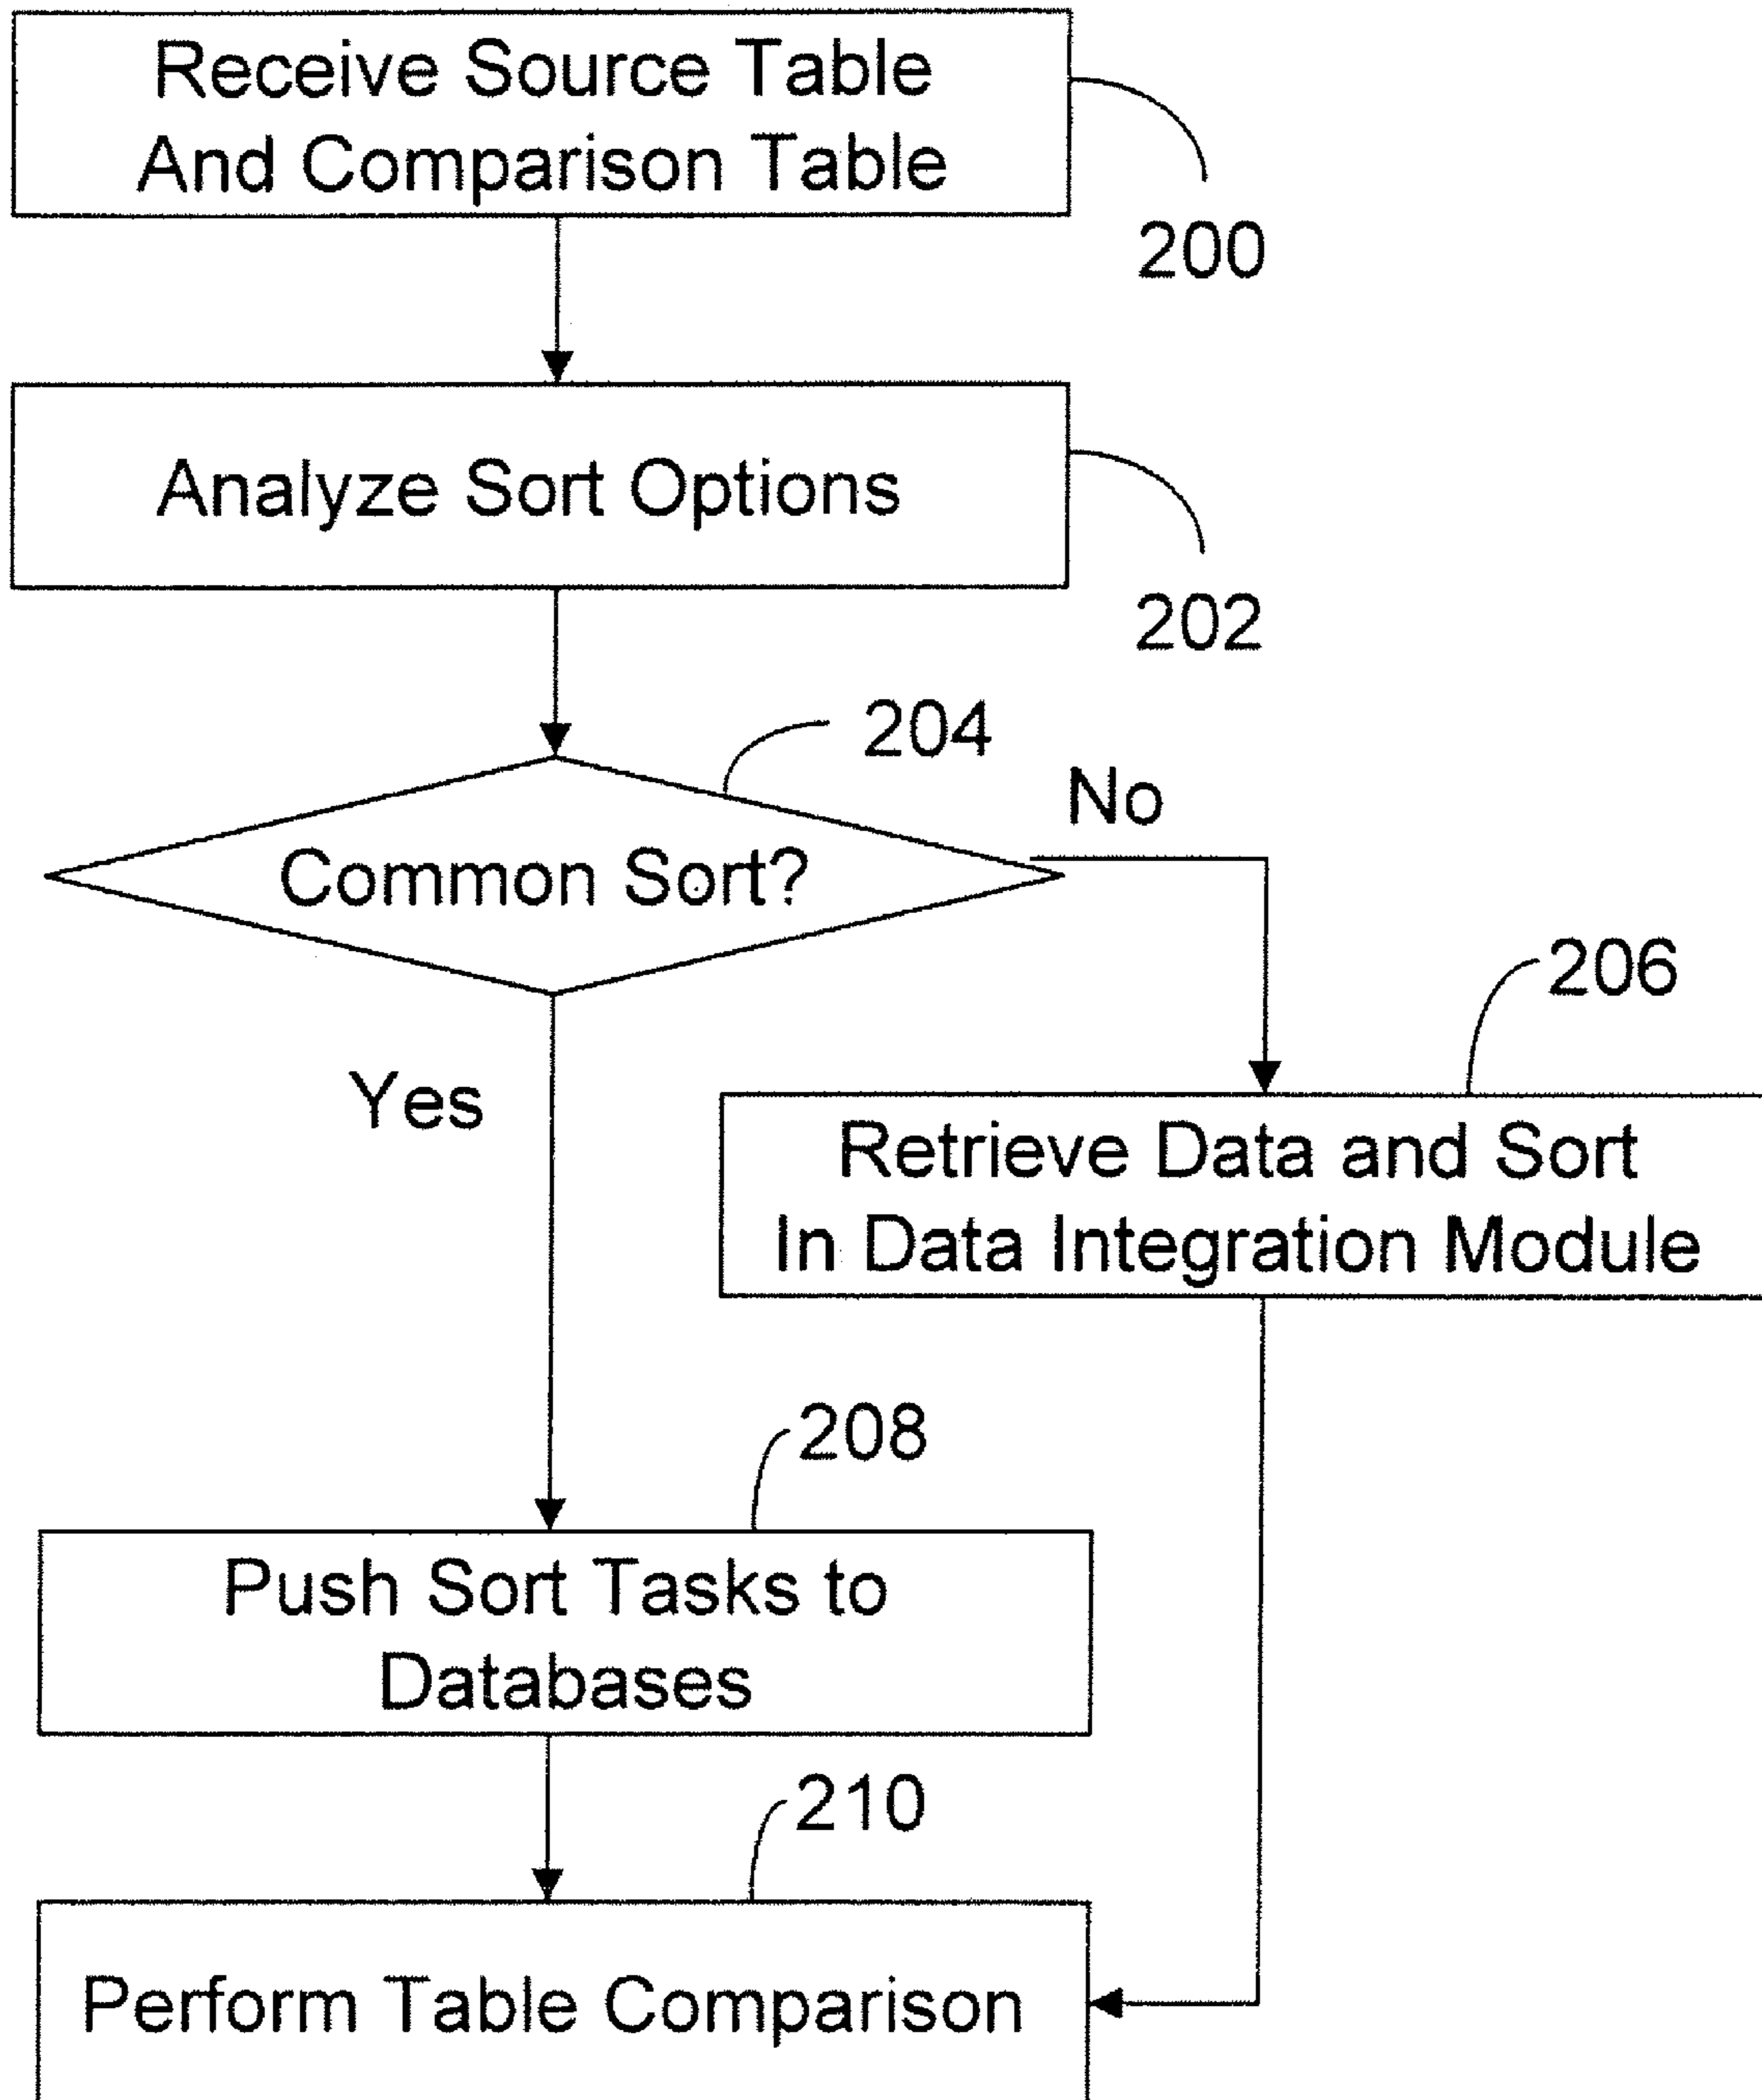 Receive Source Table
And Comparison Table
200
Analyze Sort Options
202
204
No
Common Sort?
206
Yes
Retrieve Data and Sort
In Data Integration Module
208
Push Sort Tasks to
Databases
210
Perform Table Comparison